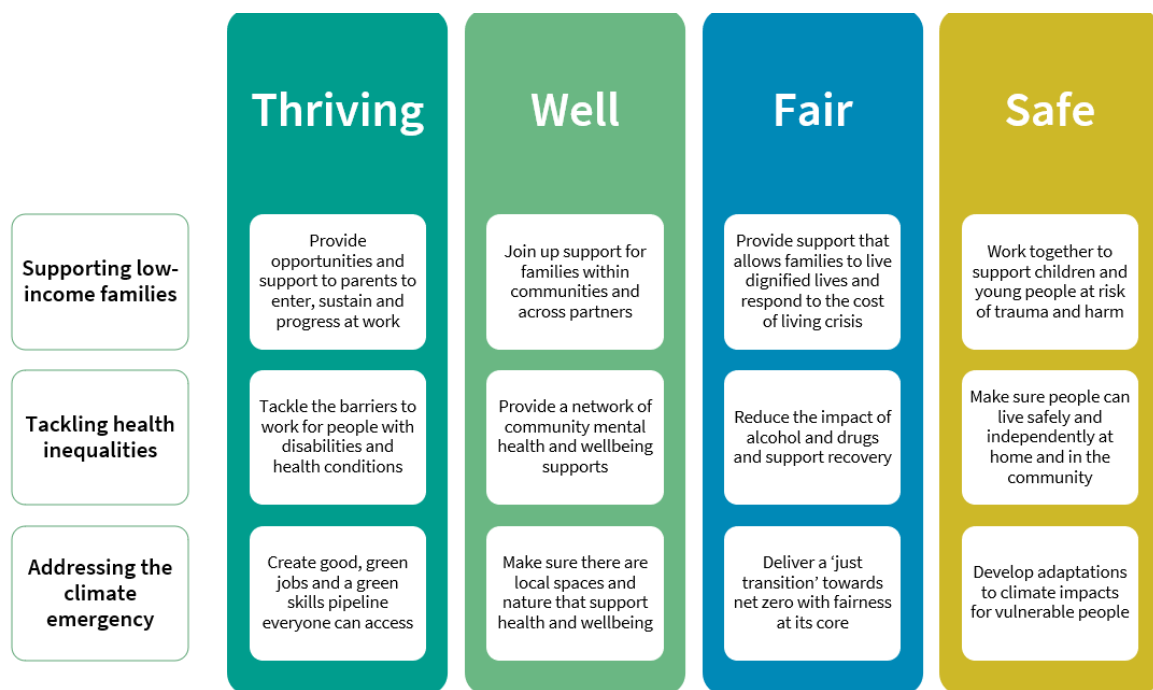 Thriving
Well
Fair
Safe
Supporting low-
income families
Provide
opportunities and
support to parents to
enter, sustain and
progress at work
Join up support for
families within
communities and
across partners
Provide support that
allows families to live
dignified lives and
respond to the cost
of living crisis
Work together to
support children and
young people at risk
of trauma and harm
Tackling health
inequalities
Tackle the barriers to
work for people with
disabilities and
health conditions
Provide a network of
community mental
health and wellbeing
supports
Reduce the impact of
alcohol and drugs
and support recovery
Make sure people can
live safely and
independently at
home and in the
community
Addressing the
climate
emergency
Create good, green
jobs and a green
skills pipeline
everyone can access
Make sure there are
local spaces and
nature that support
health and wellbeing
Deliver a ‘just
transition’ towards
net zero with fairness
at its core
Develop adaptations
to climate impacts
for vulnerable people